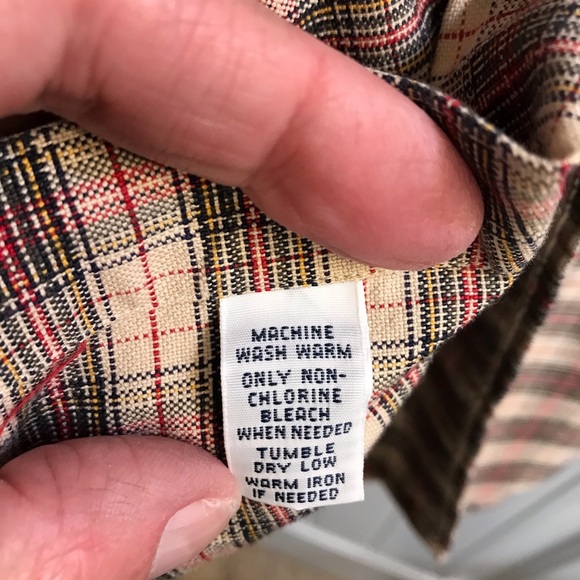 MACHINE
WASH WARM
ONLY NON-
CHLORINE
BLEACH
WHEN NEEDED
TUMBLE
DRY LOW
WARM IRON
IF NEEDED